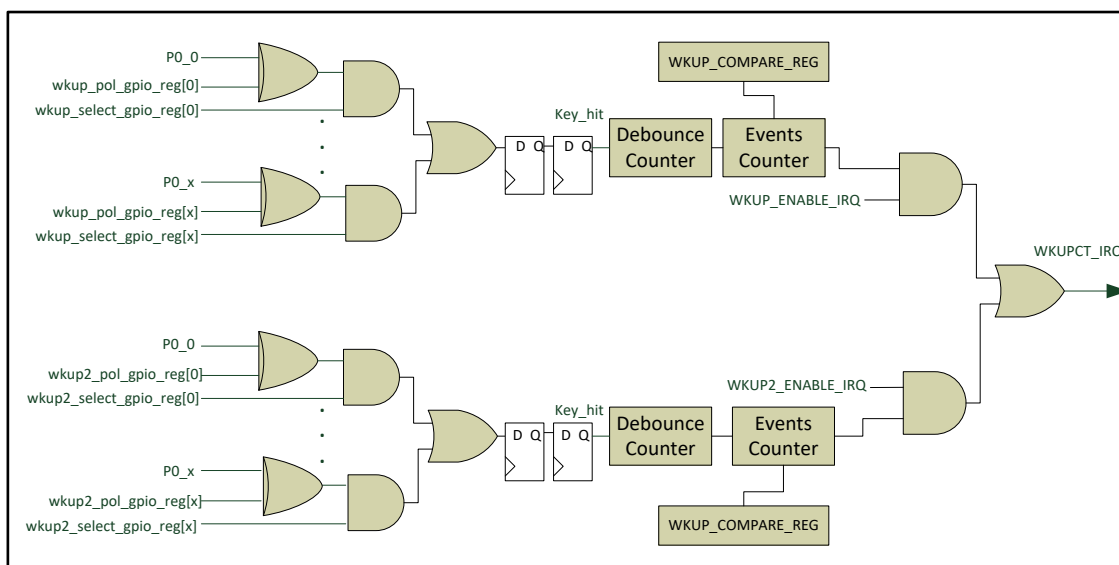 P0_0
wkup_pol_gpio_reg[0]
wkup_select_gpio_reg[0]
P0_x
wkup_pol_gpio_reg[x]
wkup_select_gpio_reg[x]
D Q
D Q
Key_hit
Debounce
Counter
WKUP_COMPARE_REG
Events
Counter
WKUP_ENABLE_IRQ
WKUPCT_IRQ
P0_0
wkup2_pol_gpio_reg[0]
wkup2_select_gpio_reg[0]
P0_x
wkup2_pol_gpio_reg[x]
wkup2_select_gpio_reg[x]
D Q
D Q
Key_hit
Debounce
Counter
Events
Counter
WKUP2_ENABLE_IRQ
WKUP_COMPARE_REG